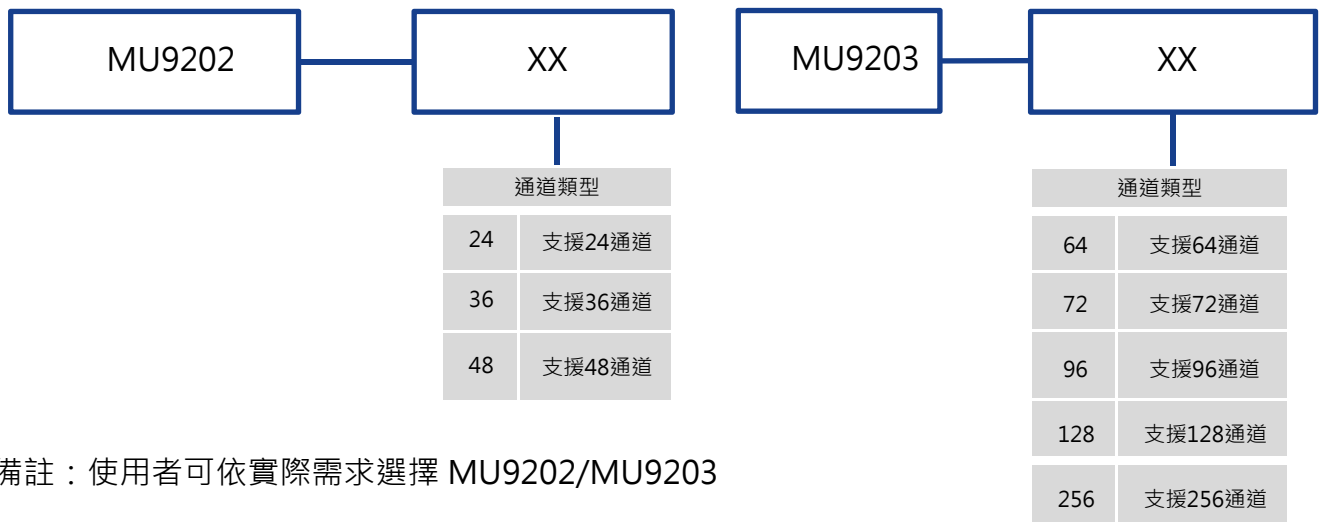 MU9202
XX
通道類型
24 支援24通道
36 支援36通道
48 支援48通道
MU9203
XX
通道類型
64 支援64通道
72 支援72通道
96 支援96通道
128 支援128通道
256 支援256通道
備註：使用者可依實際需求選擇 MU9202/MU9203